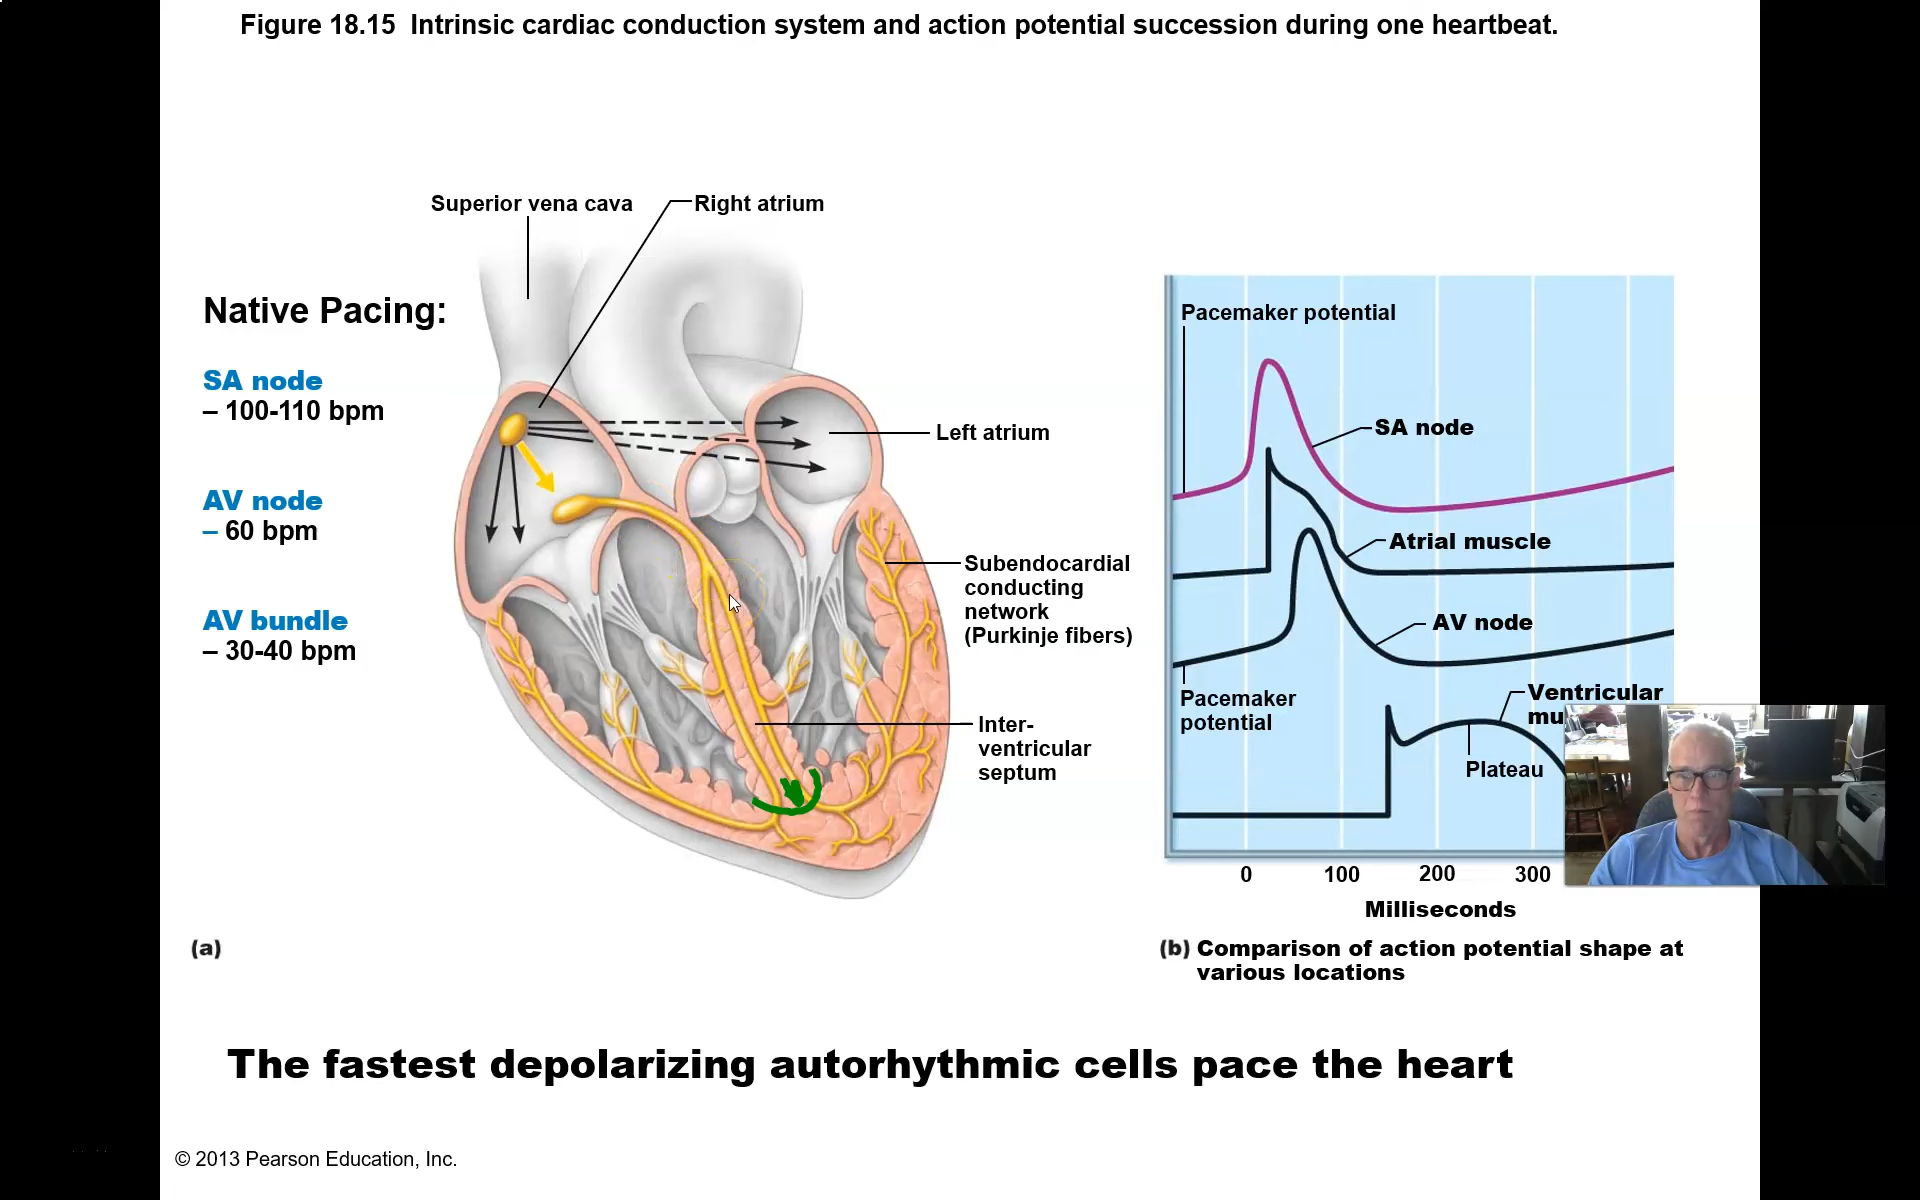 Figure 18.15 Intrinsic cardiac conduction system and action potential succession during one heartbeat.
Superior vena cava
Right atrium
Native Pacing:
SA node
– 100-110 bpm
AV node
– 60 bpm
AV bundle
– 30-40 bpm
Left atrium
Subendocardial
conducting
network
(Purkinje fibers)
Inter-
ventricular
septum
(a)
Pacemaker potential
SA node
Atrial muscle
AV node
Pacemaker
potential
Ventricular
mu
Plateau
0 100 200 300
Milliseconds
(b) Comparison of action potential shape at
various locations
The fastest depolarizing autorhythmic cells pace the heart
© 2013 Pearson Education, Inc.